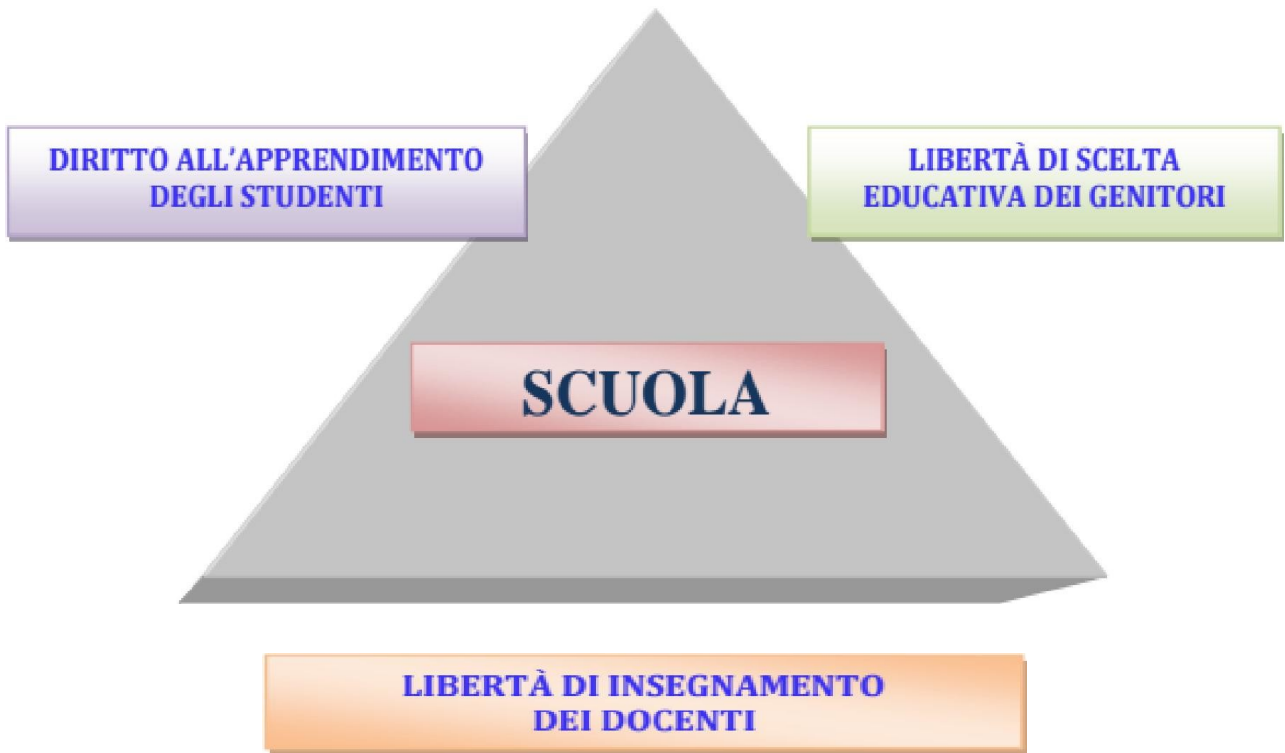 DIRITTO ALL’APPRENDIMENTO
DEGLI STUDENTI
LIBERTÀ DI SCELTA
EDUCATIVA DEI GENITORI
SCUOLA
LIBERTÀ DI INSEGNAMENTO
DEI DOCENTI